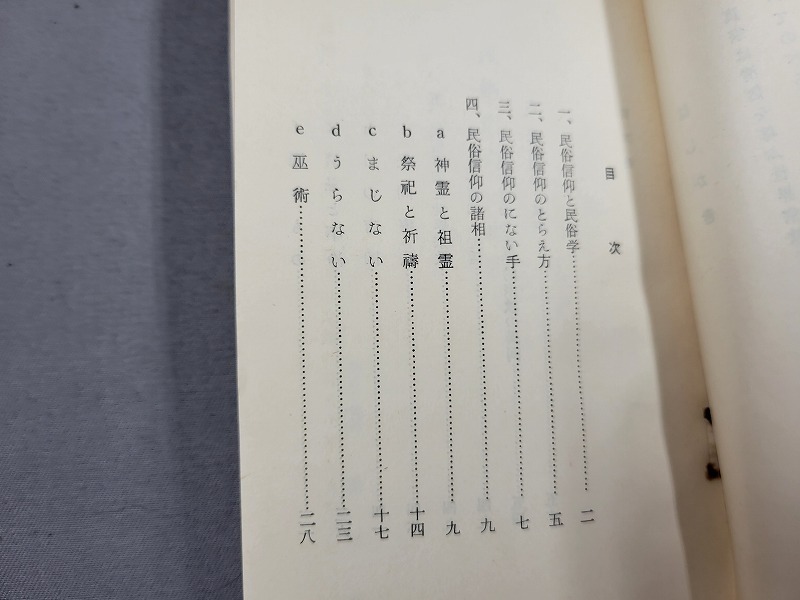 目次
一、民俗信仰と民俗学……二
二、民俗信仰のとらえ方……五
三、民俗信仰のにない手……七
四、民俗信仰の諸相……九
a 神霊と祖霊……九
b 祭祀と祈禱……十四
c まじない……十七
d うらない……二三
e 巫術……二八